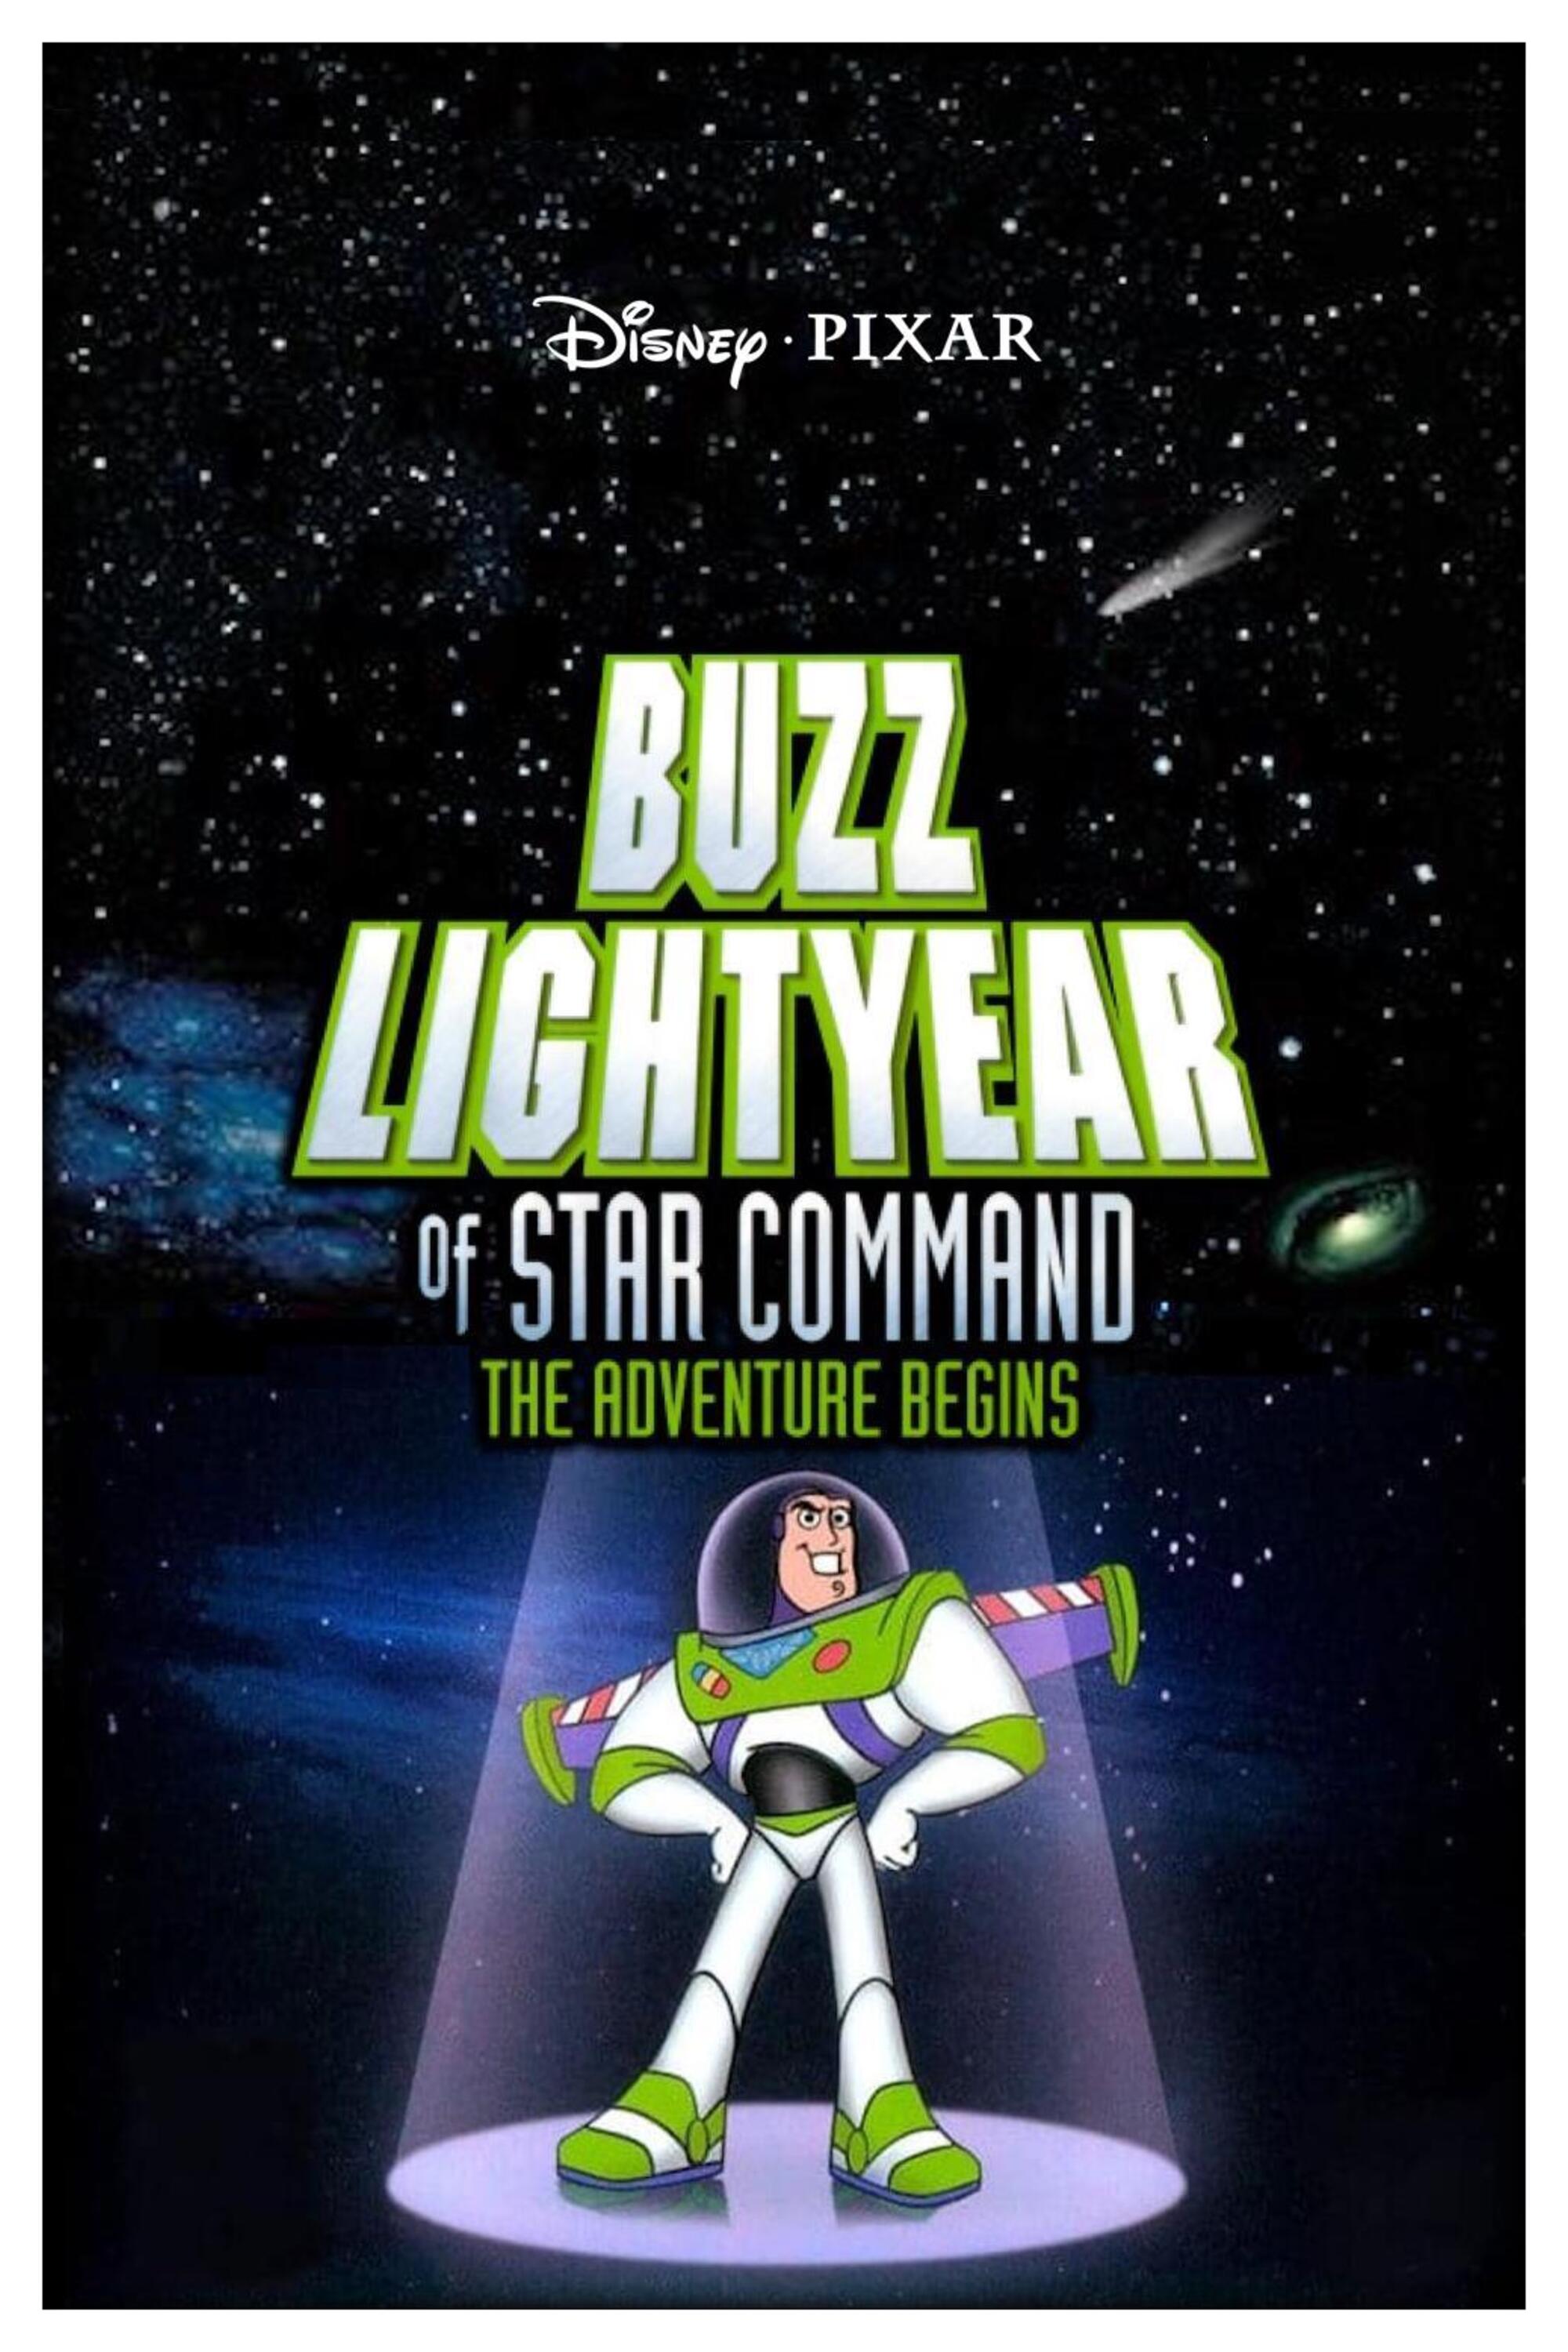 Disney · PIXAR
BUZZ
LIGHTYEAR
of STAR COMMAND
THE ADVENTURE BEGINS